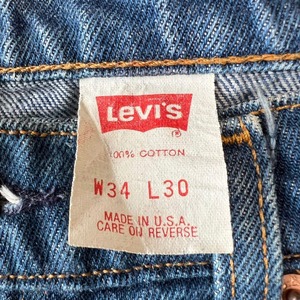 Levi's
®
100% COTTON
W34 L30
MADE IN U.S.A.
CARE ON REVERSE